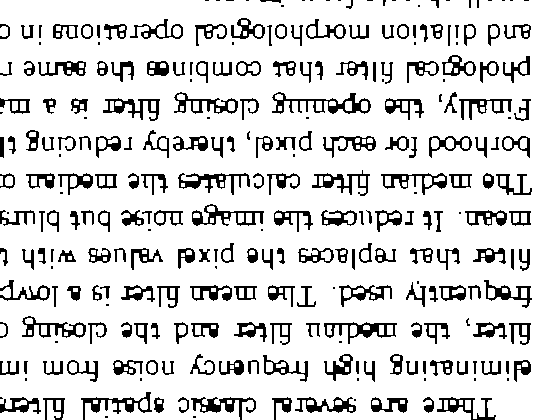 There are several classic spatial filters
eliminating high frequency noise from im
filter, the median filter and the closing o
frequently used. The mean filter is a lowp
filter that replaces the pixel values with t
mean. It reduces the image noise but blurs
The median filter calculates the median o
borhood for each pixel, thereby reducing th
Finally, the opening closing filter is a ma
phological filter that combines the same n
and dilation morphological operations in o